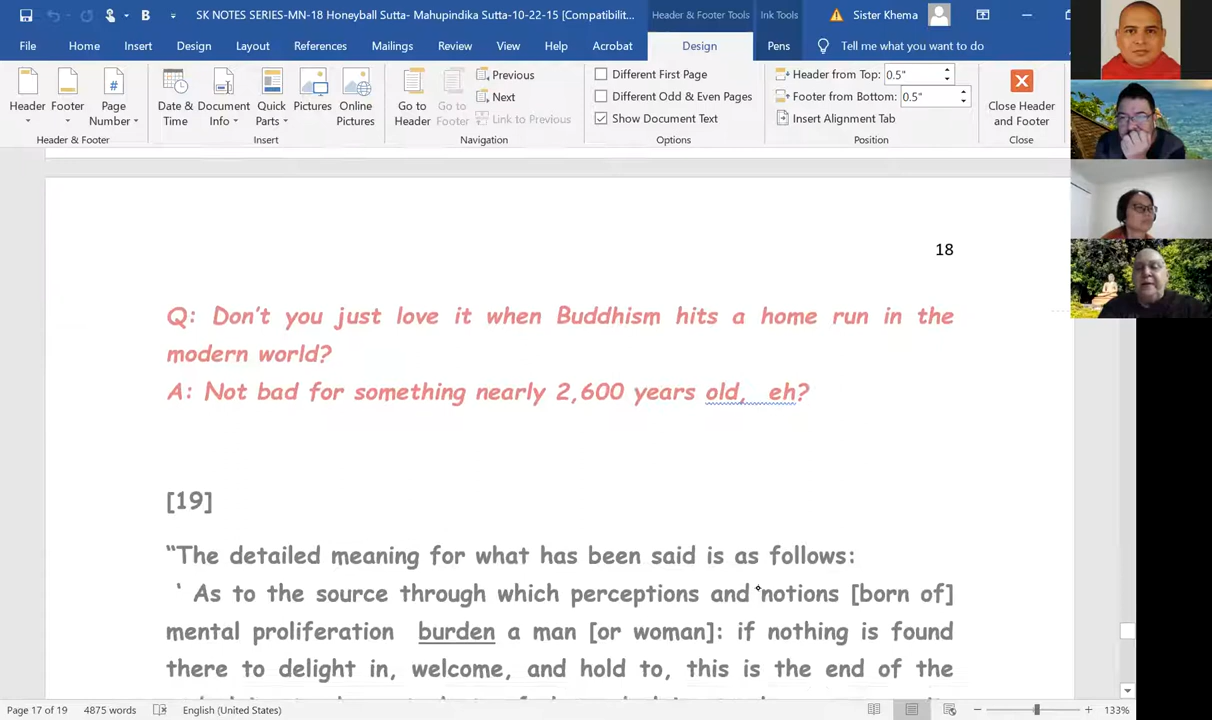 SK NOTES SERIES-MN-18 Honeyball Sutta- Mahupindika Sutta-10-22-15 [Compatibilit...
Header & Footer Tools
Ink Tools
Sister Khema
File Home Insert Design Layout References Mailings Review View Help Acrobat Design Pens Tell me what you want to do
Header
Footer
Page Number
Header & Footer
Date & Time
Document Info
Quick Parts
Pictures
Online Pictures
Insert
Go to Header
Go to Footer
Previous
Next
Link to Previous
Navigation
Different First Page
Different Odd & Even Pages
Show Document Text
Options
Header from Top: 0.5"
Footer from Bottom: 0.5"
Insert Alignment Tab
Position
Close Header and Footer
Close
18
Q: Don't you just love it when Buddhism hits a home run in the
modern world?
A: Not bad for something nearly 2,600 years old, eh?
[19]
“The detailed meaning for what has been said is as follows:
‘ As to the source through which perceptions and notions [born of]
mental proliferation burden a man [or woman]: if nothing is found
there to delight in, welcome, and hold to, this is the end of the
Page 17 of 19 4875 words English (United States) 133%